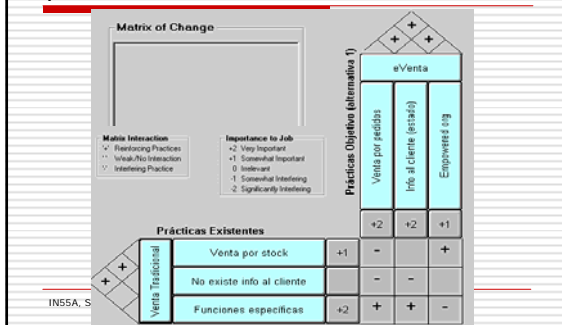 Matrix of Change
+
+ +
eVenta
Prácticas Objetivo (alternativa 1)
Venta por pedidos
Info al cliente (estado)
Empowered org
Matrix Interaction
"+" Reinforcing Practices
Weak/No Interaction
Interfering Practice
Importance to Job
+2 Very Important
+1 Somewhat Important
0 Irrelevant
-1 Somewhat Interfering
-2 Significantly Interfering
+2 +2 +1
Prácticas Existentes
Venta Tradicional
+
+
Venta por stock +1 - +
No existe info al cliente - -
Funciones específicas +2 + + -
IN55A, S